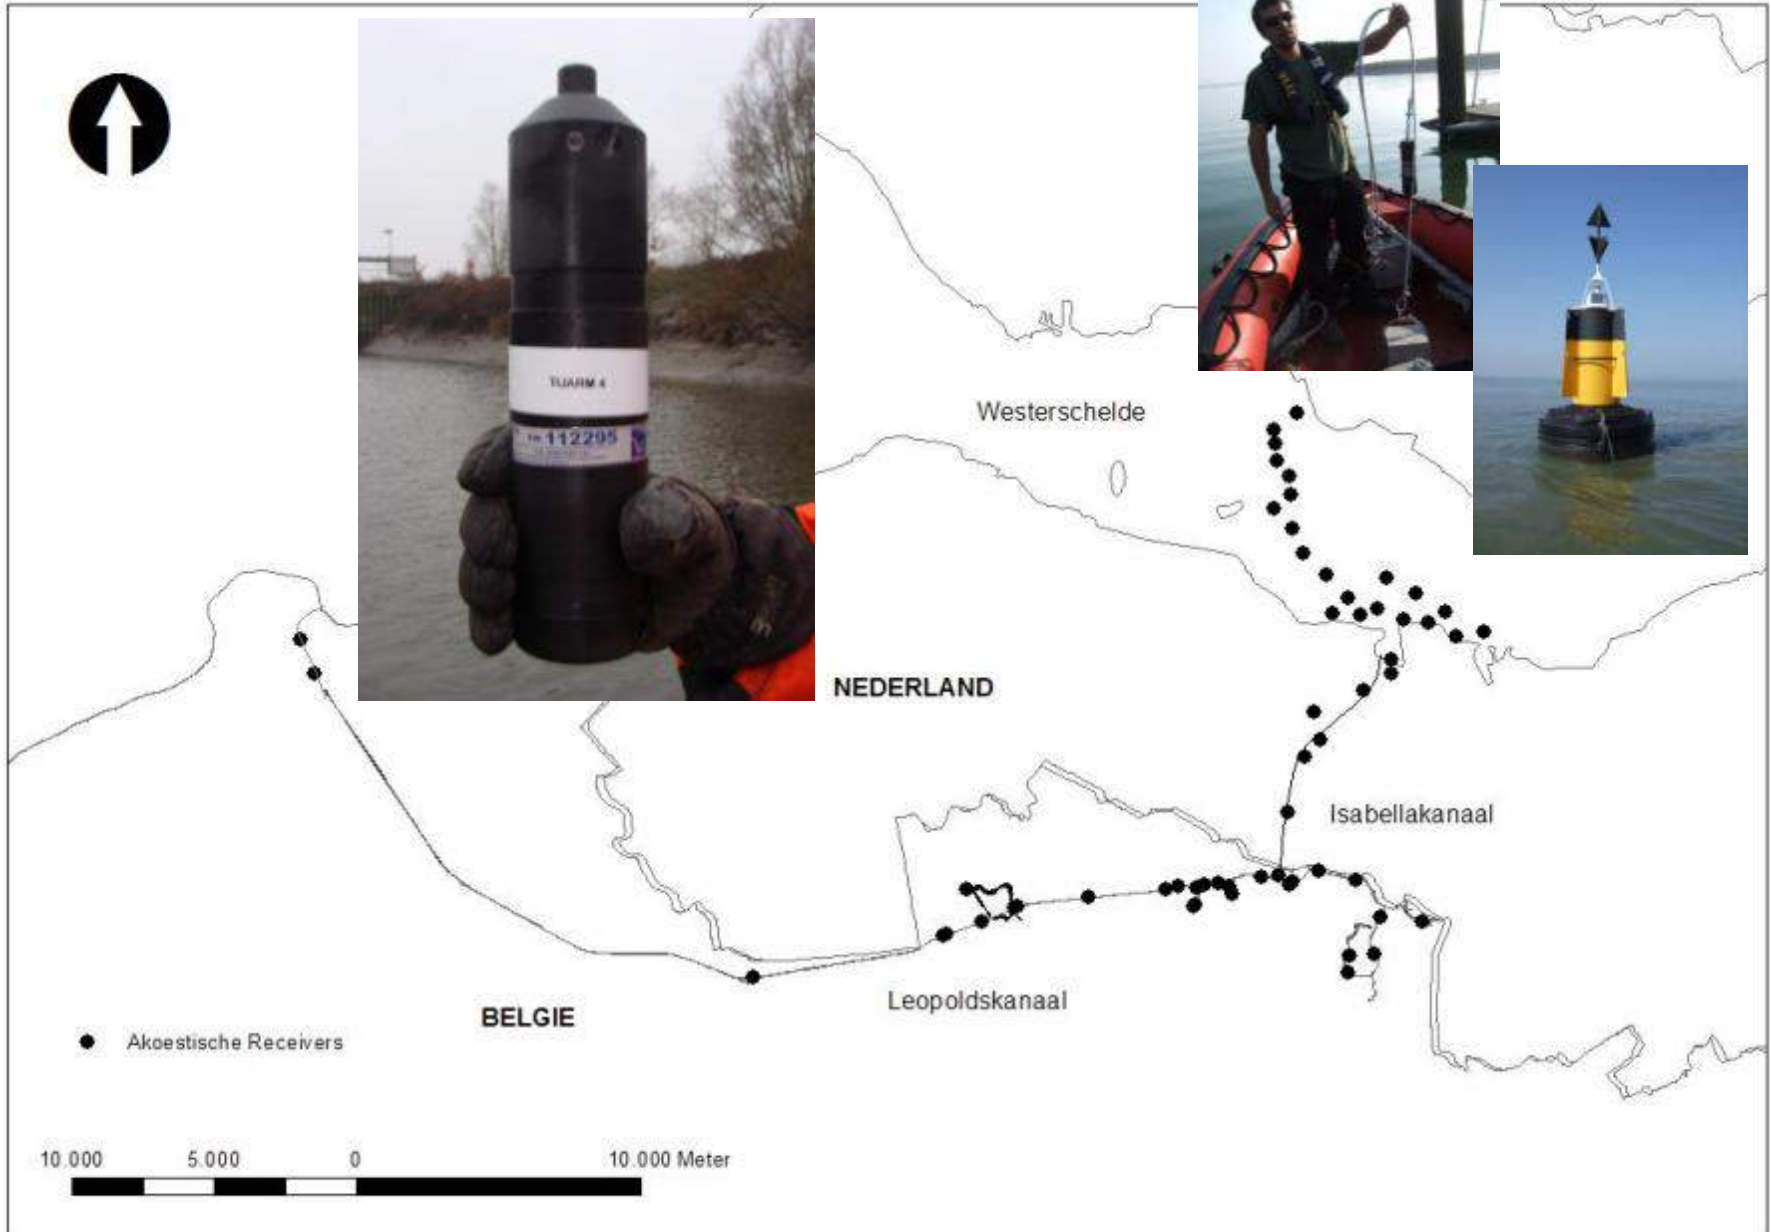 TIJARM 4
112295
Westerschelde
NEDERLAND
Isabellakanaal
Leopoldskanaal
BELGIE
Akoestische Receivers
10.000 5.000 0 10.000 Meter